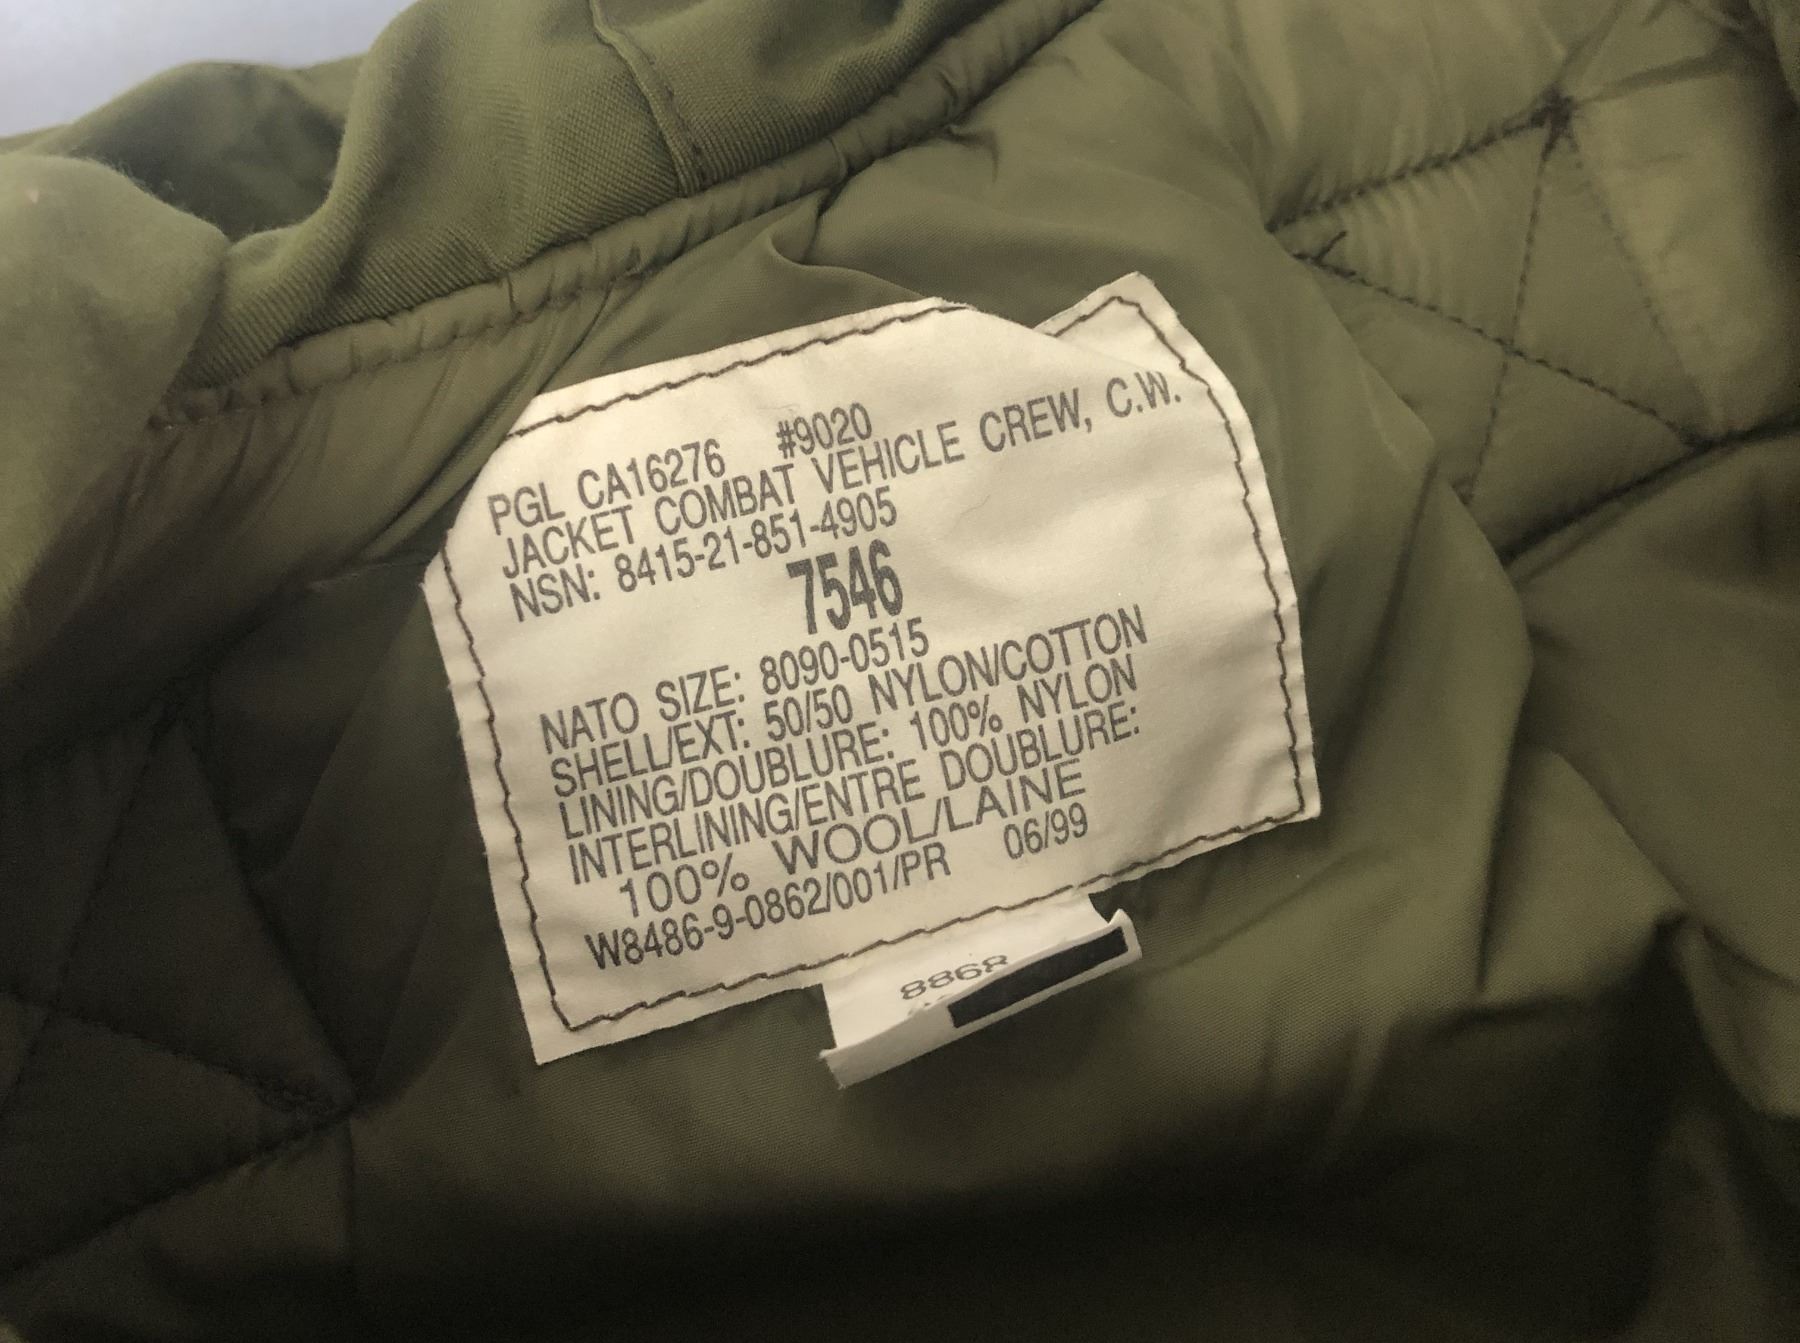 PGL CA16276 #9020
JACKET COMBAT VEHICLE CREW, C.W.
NSN: 8415-21-851-4905
7546
NATO SIZE: 8090-0515
SHELL/EXT: 50/50 NYLON/COTTON
LINING/DOUBLURE: 100% NYLON
INTERLINING/ENTRE DOUBLURE:
100% WOOL/LAINE
W8486-9-0862/001/PR 06/99
8868